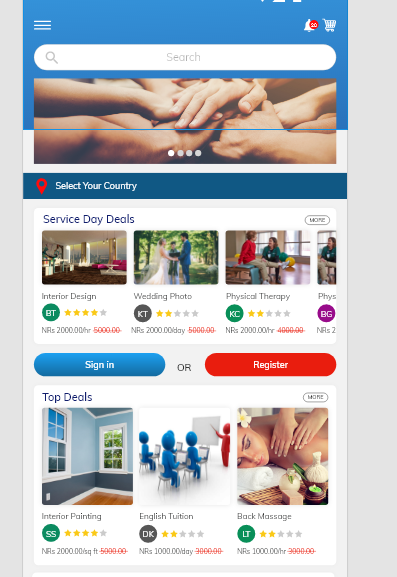 20
Search
Select Your Country
Service Day Deals MORE
Interior Design Wedding Photo Physical Therapy Phys
BT KT KC BG
NRs 2000.00/hr 5000.00 NRs 2000.00/day 5000.00 NRs 2000.00/hr 4000.00 NRs 2
Sign in OR Register
Top Deals MORE
Interior Painting English Tuition Back Massage
SS DK LT
NRs 2000.00/sq ft 5000.00 NRs 1000.00/day 3000.00 NRs 1000.00/hr 3000.00